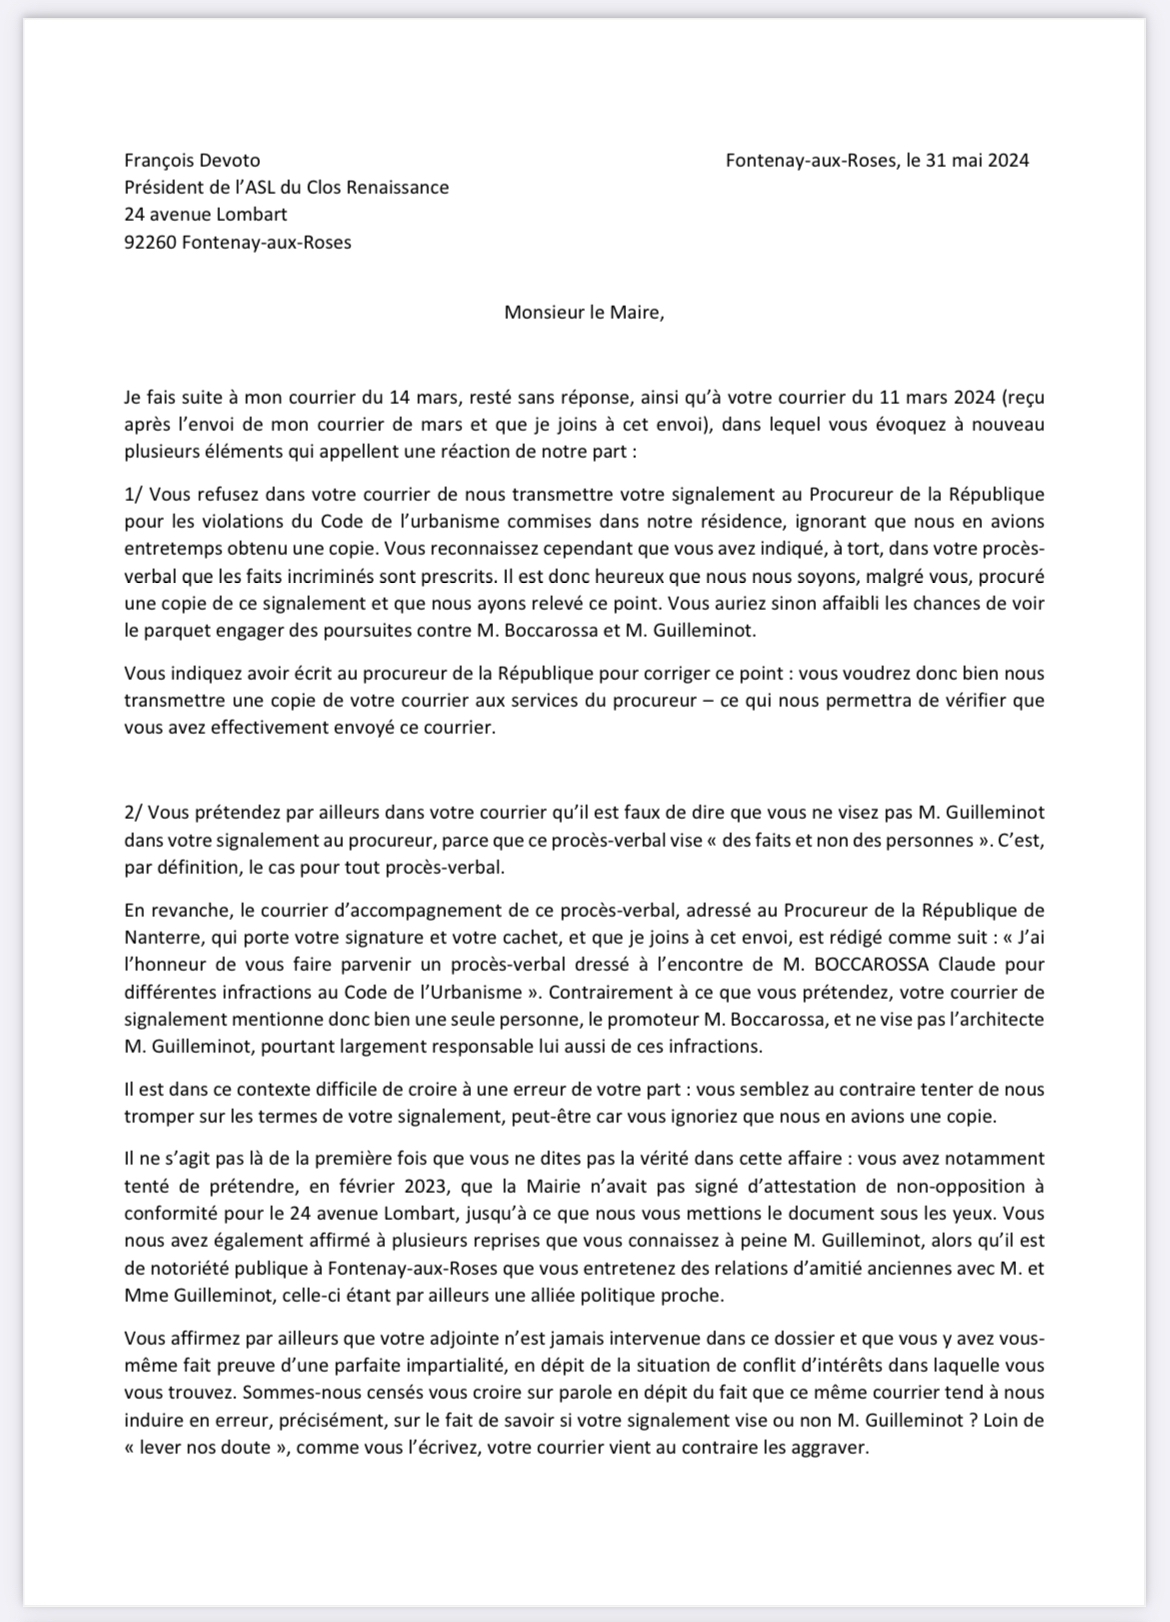 François Devoto
Fontenay-aux-Roses, le 31 mai 2024
Président de l’ASL du Clos Renaissance
24 avenue Lombart
92260 Fontenay-aux-Roses
Monsieur le Maire,
Je fais suite à mon courrier du 14 mars, resté sans réponse, ainsi qu’à votre courrier du 11 mars 2024 (reçu
après l’envoi de mon courrier de mars et que je joins à cet envoi), dans lequel vous évoquez à nouveau
plusieurs éléments qui appellent une réaction de notre part :
1/ Vous refusez dans votre courrier de nous transmettre votre signalement au Procureur de la République
pour les violations du Code de l’urbanisme commises dans notre résidence, ignorant que nous en avions
entretemps obtenu une copie. Vous reconnaissez cependant que vous avez indiqué, à tort, dans votre procès-
verbal que les faits incriminés sont prescrits. Il est donc heureux que nous nous soyons, malgré vous, procuré
une copie de ce signalement et que nous ayons relevé ce point. Vous auriez sinon affaibli les chances de voir
le parquet engager des poursuites contre M. Boccarossa et M. Guilleminot.
Vous indiquez avoir écrit au procureur de la République pour corriger ce point : vous voudrez donc bien nous
transmettre une copie de votre courrier aux services du procureur – ce qui nous permettra de vérifier que
vous avez effectivement envoyé ce courrier.
2/ Vous prétendez par ailleurs dans votre courrier qu’il est faux de dire que vous ne visez pas M. Guilleminot
dans votre signalement au procureur, parce que ce procès-verbal vise « des faits et non des personnes ». C’est,
par définition, le cas pour tout procès-verbal.
En revanche, le courrier d’accompagnement de ce procès-verbal, adressé au Procureur de la République de
Nanterre, qui porte votre signature et votre cachet, et que je joins à cet envoi, est rédigé comme suit : « J’ai
l’honneur de vous faire parvenir un procès-verbal dressé à l’encontre de M. BOCCAROSSA Claude pour
différentes infractions au Code de l’Urbanisme ». Contrairement à ce que vous prétendez, votre courrier de
signalement mentionne donc bien une seule personne, le promoteur M. Boccarossa, et ne vise pas l’architecte
M. Guilleminot, pourtant largement responsable lui aussi de ces infractions.
Il est dans ce contexte difficile de croire à une erreur de votre part : vous semblez au contraire tenter de nous
tromper sur les termes de votre signalement, peut-être car vous ignoriez que nous en avions une copie.
Il ne s’agit pas là de la première fois que vous ne dites pas la vérité dans cette affaire : vous avez notamment
tenté de prétendre, en février 2023, que la Mairie n’avait pas signé d’attestation de non-opposition à
conformité pour le 24 avenue Lombart, jusqu’à ce que nous vous mettions le document sous les yeux. Vous
nous avez également affirmé à plusieurs reprises que vous connaissez à peine M. Guilleminot, alors qu’il est
de notoriété publique à Fontenay-aux-Roses que vous entretenez des relations d’amitié anciennes avec M. et
Mme Guilleminot, celle-ci étant par ailleurs une alliée politique proche.
Vous affirmez par ailleurs que votre adjointe n’est jamais intervenue dans ce dossier et que vous y avez vous-
même fait preuve d’une parfaite impartialité, en dépit de la situation de conflit d’intérêts dans laquelle vous
vous trouvez. Sommes-nous censés vous croire sur parole en dépit du fait que ce même courrier tend à nous
induire en erreur, précisément, sur le fait de savoir si votre signalement vise ou non M. Guilleminot ? Loin de
« lever nos doute », comme vous l’écrivez, votre courrier vient au contraire les aggraver.